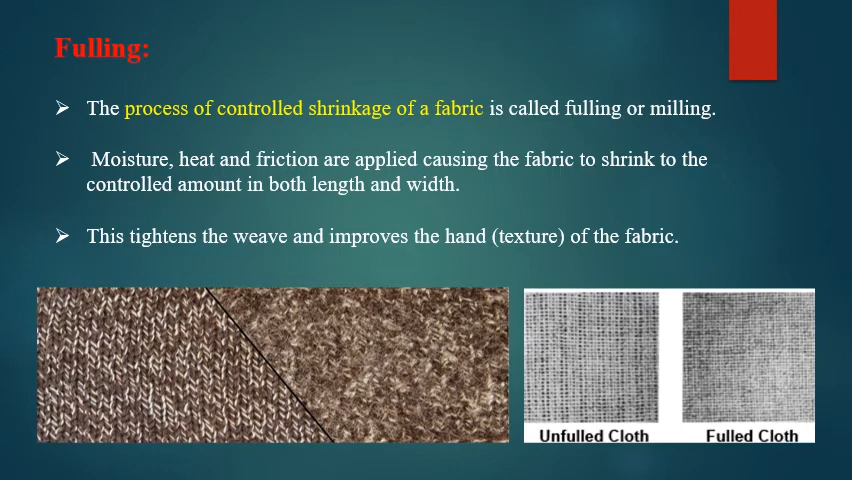 Fulling:
➢ The process of controlled shrinkage of a fabric is called fulling or milling.
➢ Moisture, heat and friction are applied causing the fabric to shrink to the
controlled amount in both length and width.
➢ This tightens the weave and improves the hand (texture) of the fabric.
Unfulled Cloth Fulled Cloth